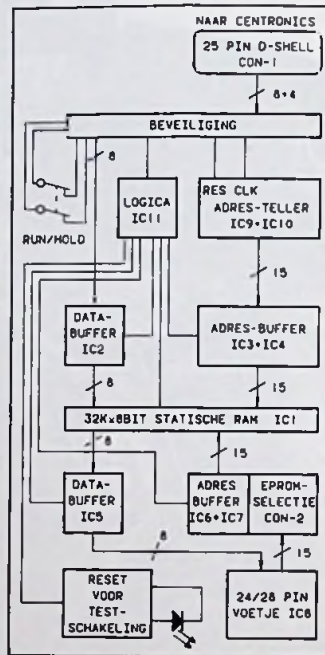 NAAR CENTRONICS
25 PIN D-SHELL
CON-1
8+4
BEVEILIGING
8
RUN/HOLD
LOGICA
IC11
RES CLK
ADRES-TELLER
IC9+IC10
15
DATA-
BUFFER
IC2
ADRES-BUFFER
IC3+IC4
8
15
32Kx8BIT STATISCHE RAM IC1
8
15
DATA-
BUFFER
IC5
ADRES
BUFFER
IC6+IC7
EPROM-
SELECTIE
CON-2
8
15
RESET
VOOR
TEST-
SCHAKELING
24/28 PIN
VOETJE IC8